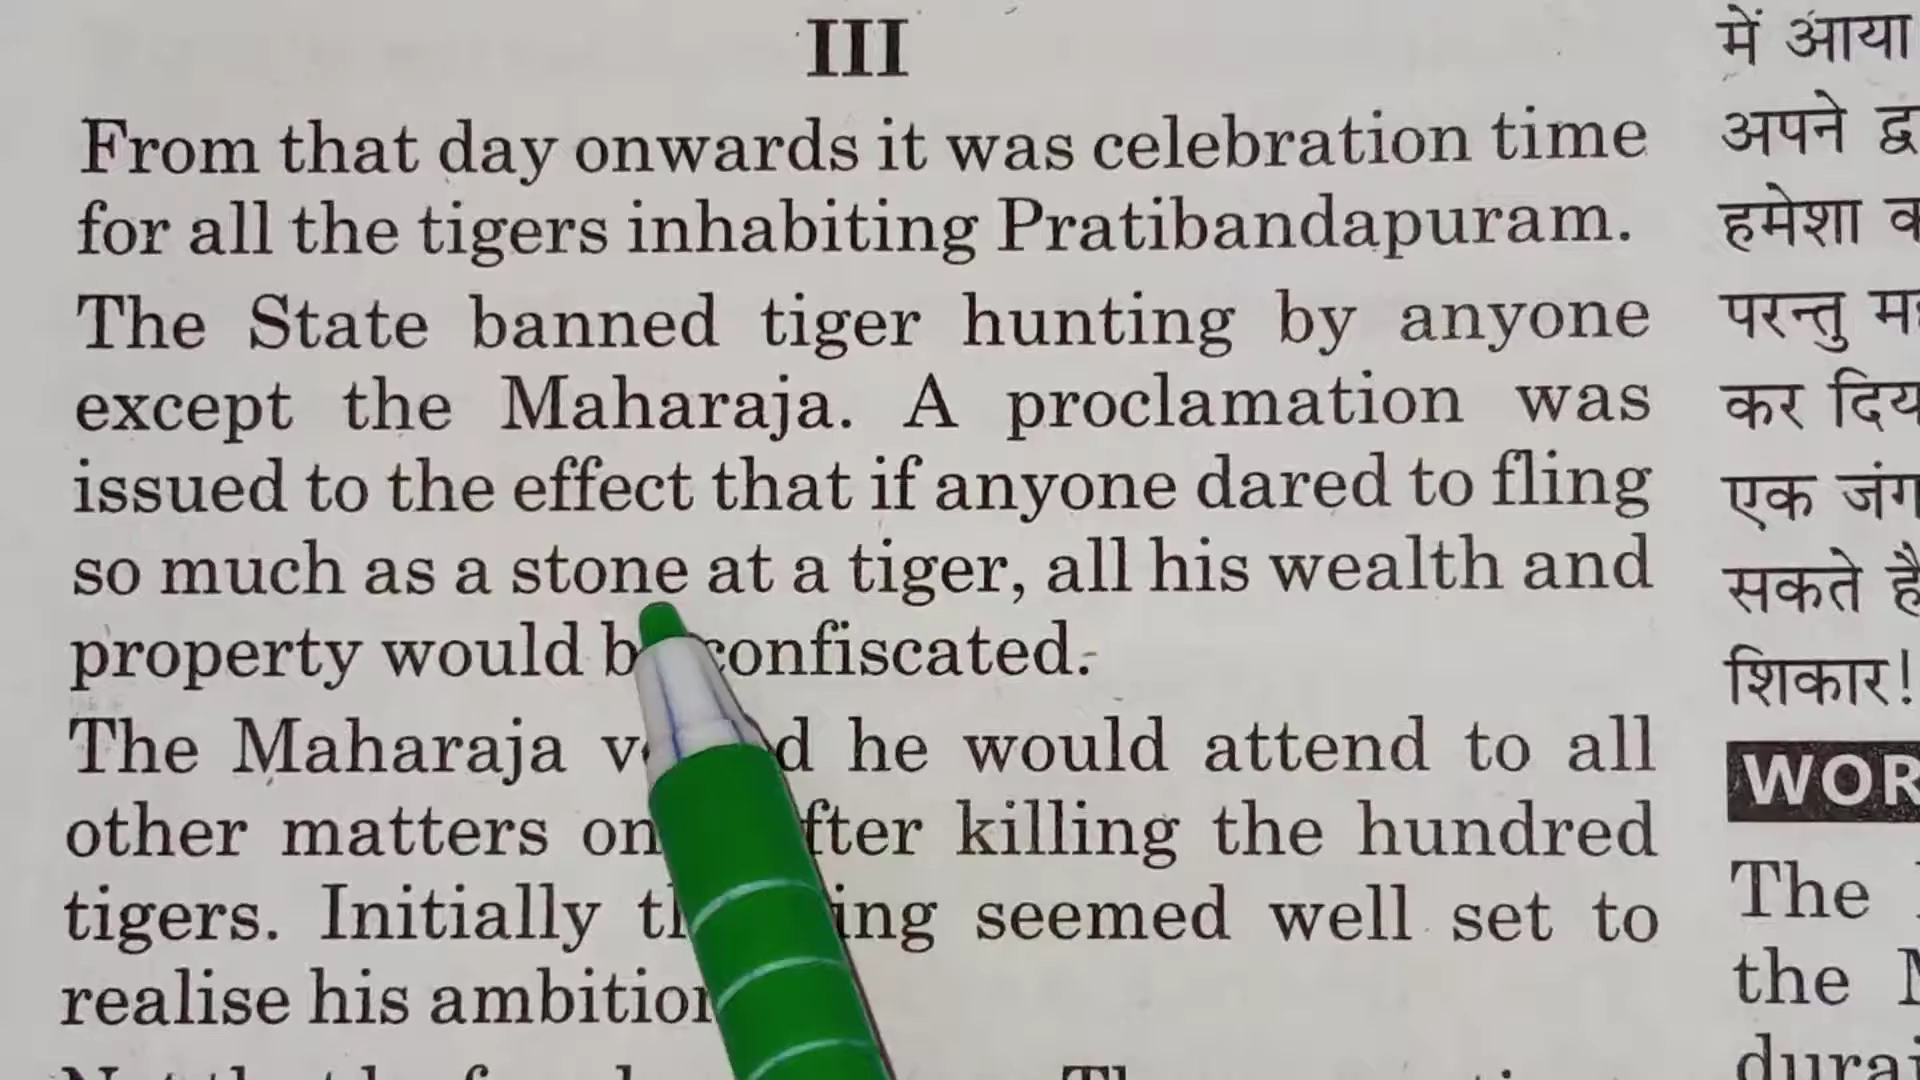 III
From that day onwards it was celebration time
for all the tigers inhabiting Pratibandapuram.
The State banned tiger hunting by anyone
except the Maharaja. A proclamation was
issued to the effect that if anyone dared to fling
so much as a stone at a tiger, all his wealth and
property would confiscated.
The Maharaja he would attend to all
other matters killing the hundred
tigers. Initially seemed well set to
realise his
में आया
अपने
हमेशा
परन्तु
कर
एक
सकते
शिकार!
The
the